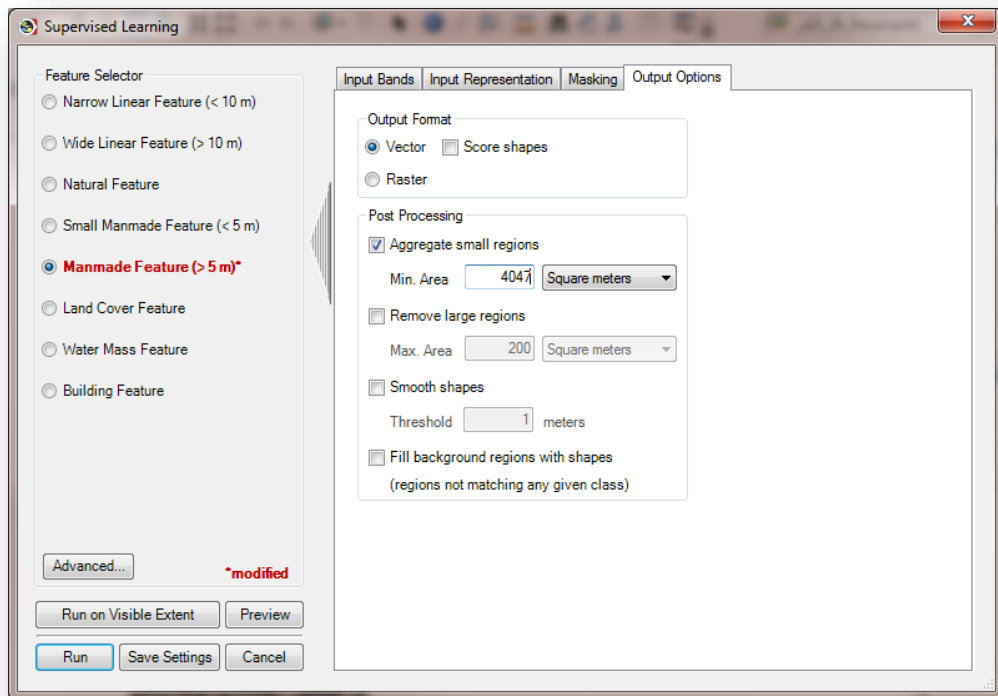 Supervised Learning
Feature Selector
Narrow Linear Feature (< 10 m)
Wide Linear Feature (> 10 m)
Natural Feature
Small Manmade Feature (< 5 m)
Manmade Feature (> 5 m)*
Land Cover Feature
Water Mass Feature
Building Feature
Advanced...
*modified
Run on Visible Extent
Preview
Run
Save Settings
Cancel
Input Bands
Input Representation
Masking
Output Options
Output Format
Vector
Score shapes
Raster
Post Processing
Aggregate small regions
Min. Area 4047 Square meters
Remove large regions
Max. Area 200 Square meters
Smooth shapes
Threshold 1 meters
Fill background regions with shapes
(regions not matching any given class)